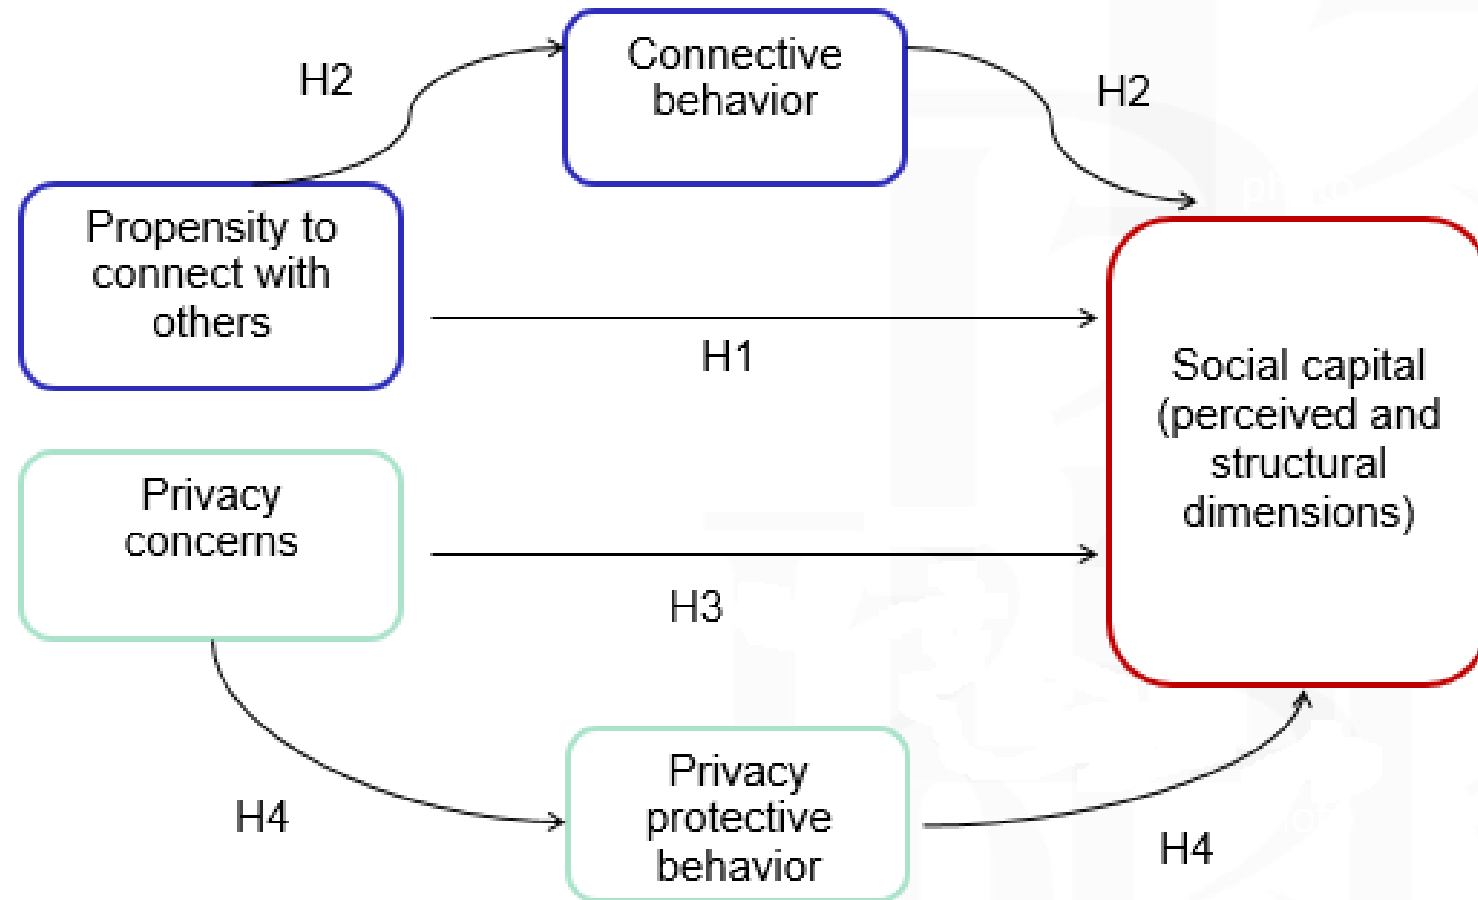 H2
Connective
behavior
H2
Propensity to
connect with
others
H1
Social capital
(perceived and
structural
dimensions)
Privacy
concerns
H3
H4
Privacy
protective
behavior
H4